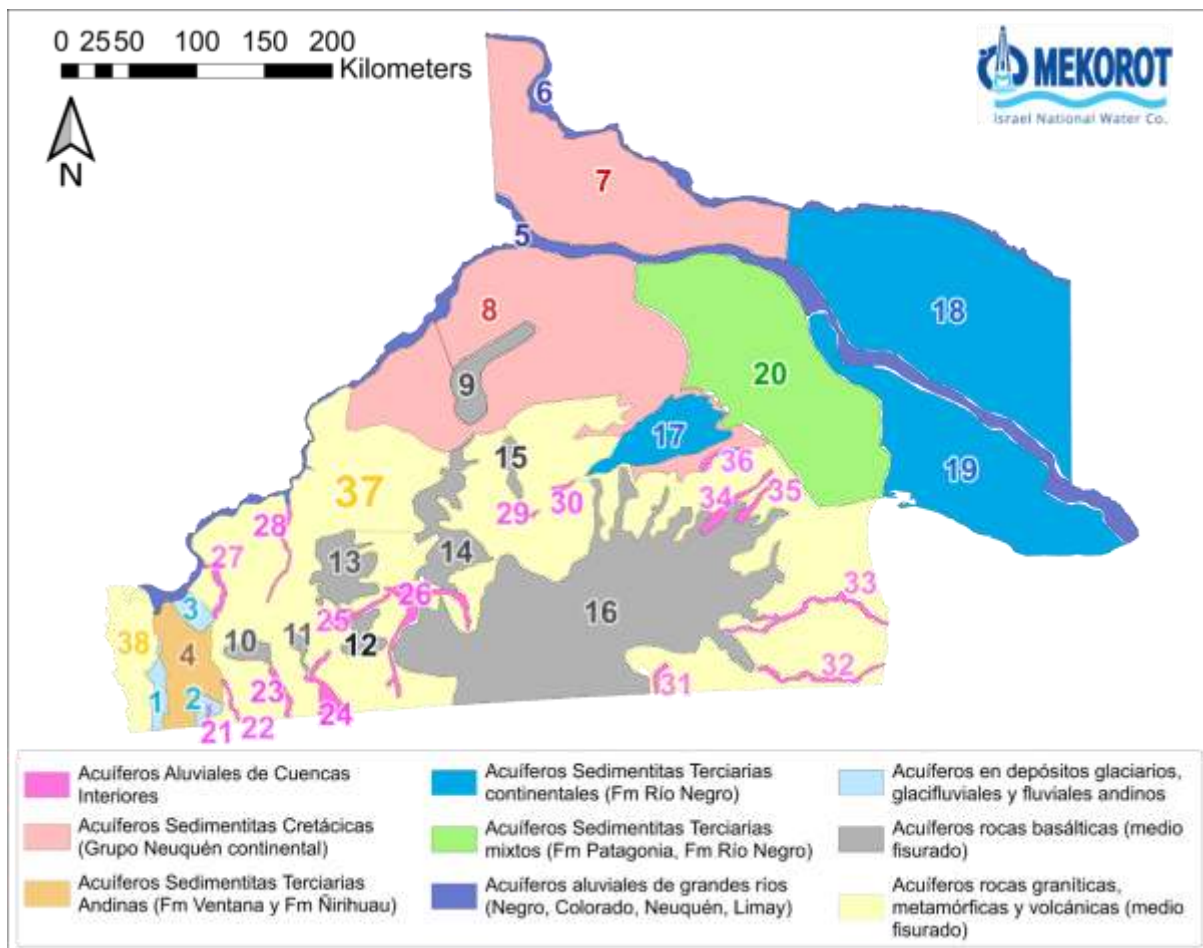 0 25 50 100 150 200
Kilometers
MEKOROT
Israel National Water Co.
N
6
7
5
18
8
20
9
17
19
15
36
37
30
34
35
29
28
13
14
27
26
33
16
3
25
38
10
11
12
4
32
31
23
1
2
24
21
22
Acuíferos Aluviales de Cuencas
Interiores
Acuíferos Sedimentitas Cretácicas
(Grupo Neuquén continental)
Acuíferos Sedimentitas Terciarias
Andinas (Fm Ventana y Fm Ñirihuau)
Acuíferos Sedimentitas Terciarias
continentales (Fm Río Negro)
Acuíferos Sedimentitas Terciarias
mixtos (Fm Patagonia, Fm Río Negro)
Acuíferos aluviales de grandes ríos
(Negro, Colorado, Neuquén, Limay)
Acuíferos en depósitos glaciarios,
glacifluviales y fluviales andinos
Acuíferos rocas basálticas (medio
fisurado)
Acuíferos rocas graníticas,
metamórficas y volcánicas (medio
fisurado)